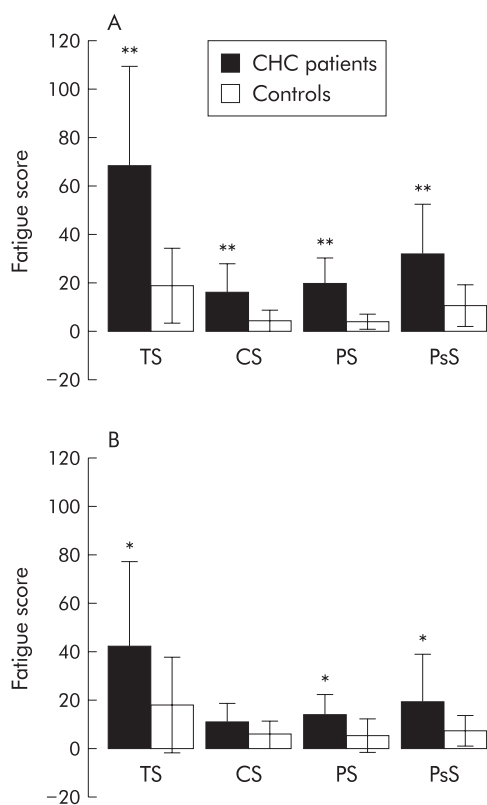 A
120
**
CHC patients
100
Controls
80
Fatigue score
60
**
40
**
**
20
0
TS CS PS PsS
−20
B
120
100
80
*
Fatigue score
60
*
40
*
20
0
TS CS PS PsS
−20